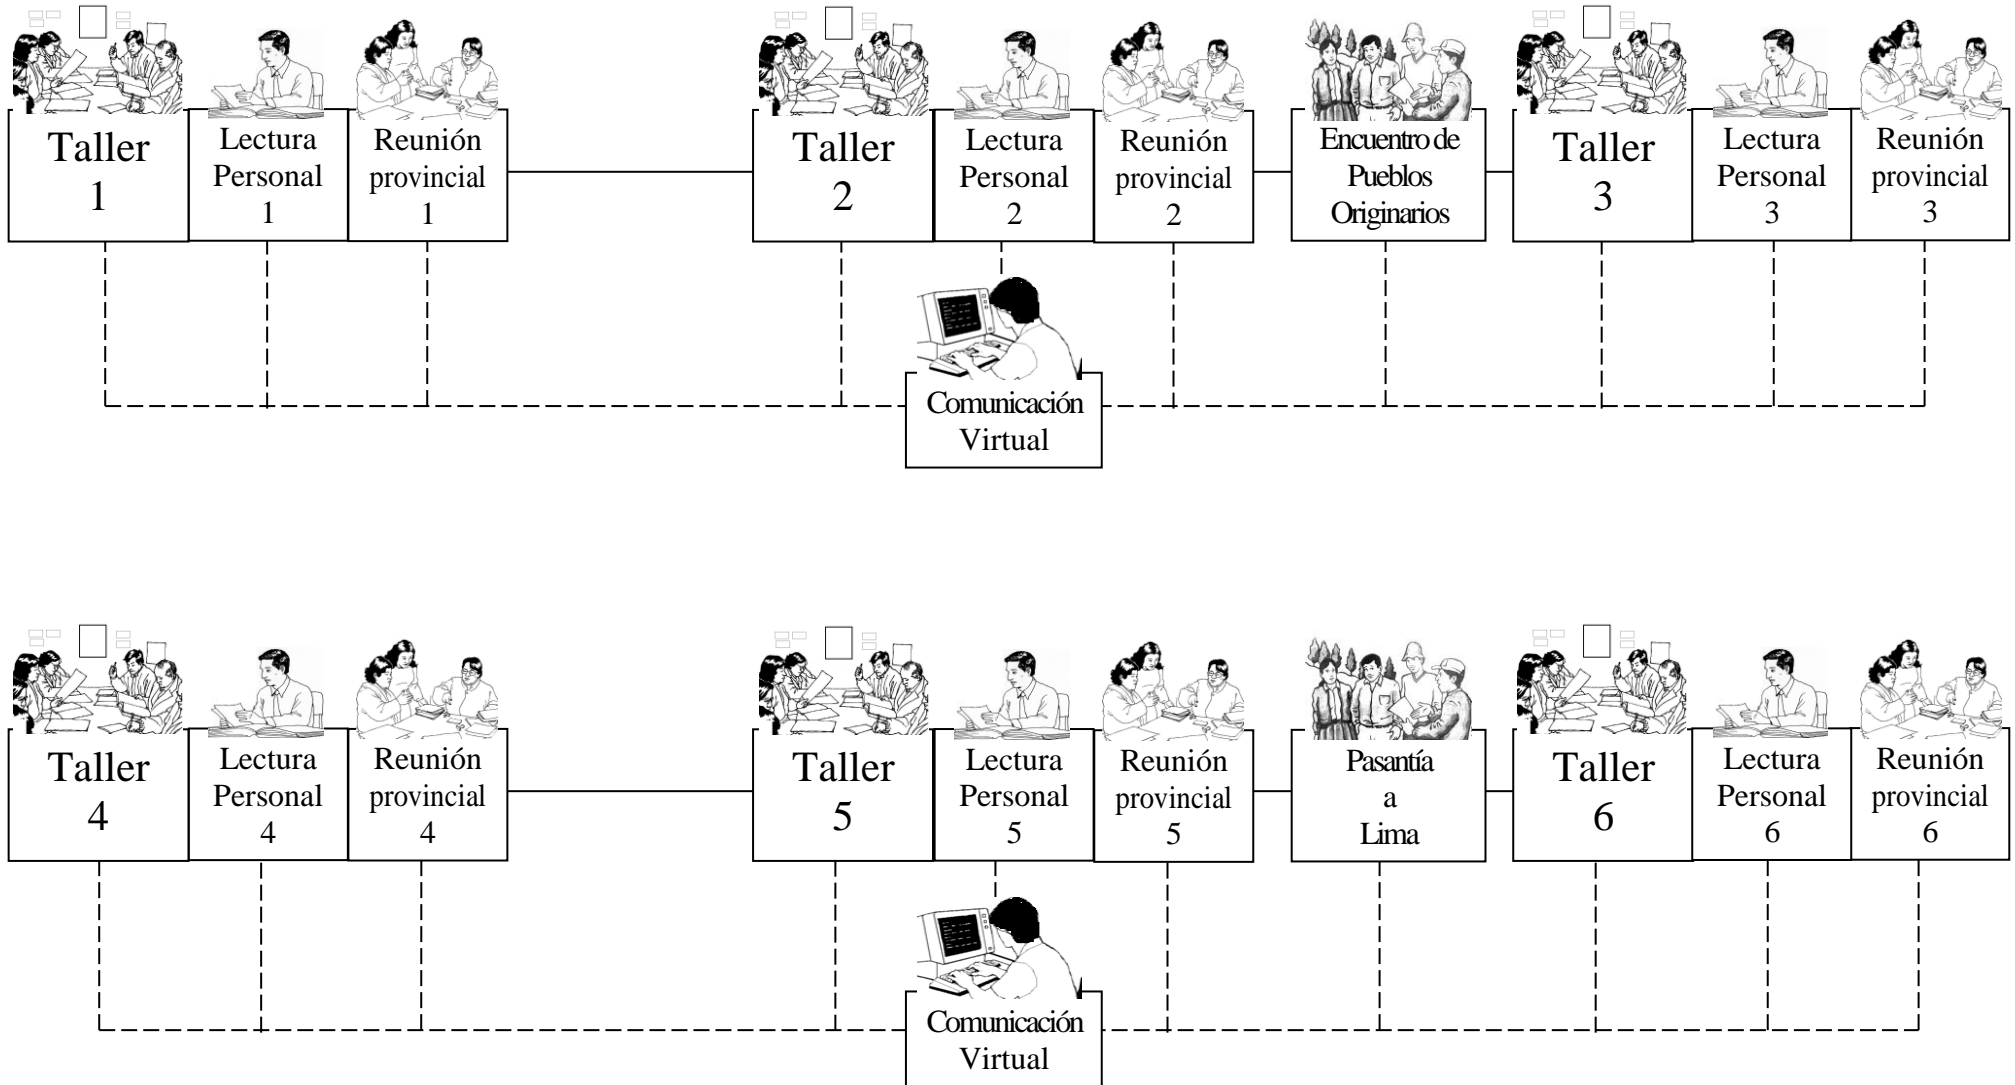 Taller
1
Lectura
Personal
1
Reunión
provincial
1
Taller
2
Lectura
Personal
2
Reunión
provincial
2
Encuentro de
Pueblos
Originarios
Taller
3
Lectura
Personal
3
Reunión
provincial
3
Comunicación
Virtual
Taller
4
Lectura
Personal
4
Reunión
provincial
4
Taller
5
Lectura
Personal
5
Reunión
provincial
5
Pasantía
a
Lima
Taller
6
Lectura
Personal
6
Reunión
provincial
6
Comunicación
Virtual